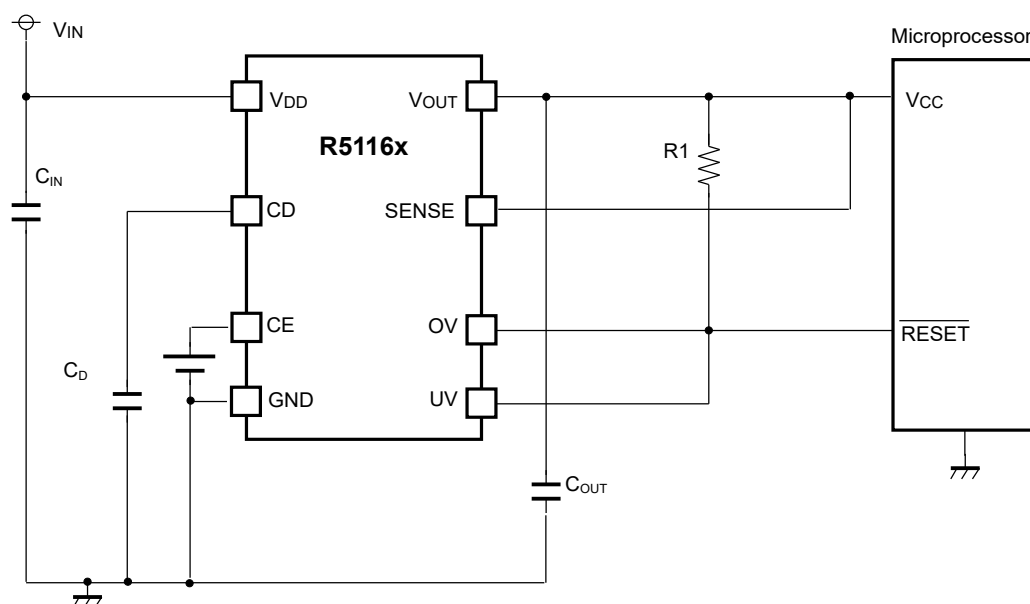 VIN
Microprocessor
VDD
VOUT
VCC
R5116x
R1
CIN
CD
SENSE
CE
OV
RESET
CD
GND
UV
COUT